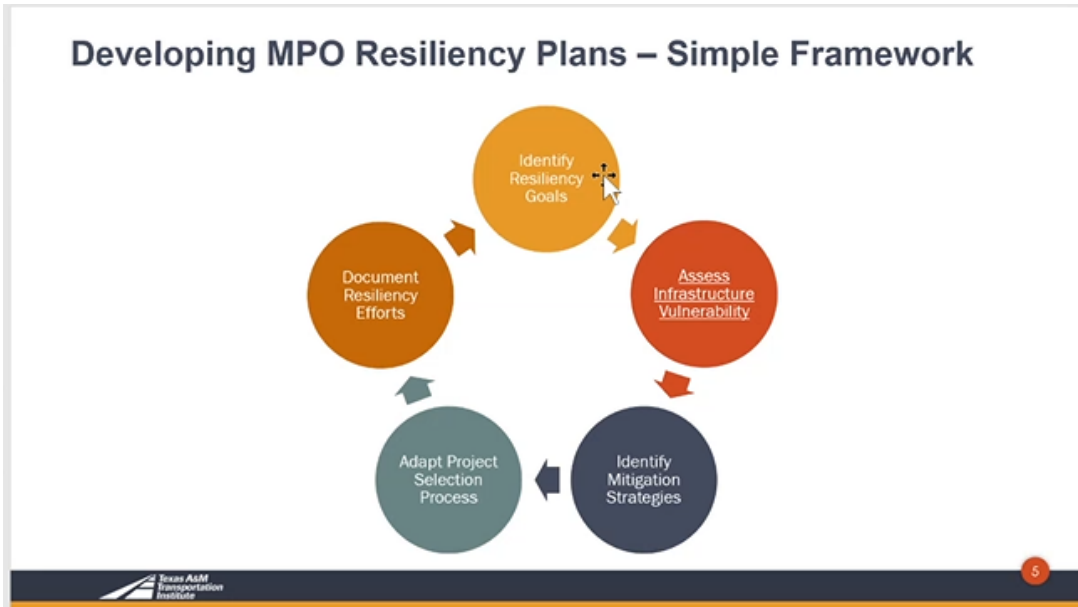 Developing MPO Resiliency Plans – Simple Framework
Identify
Resiliency
Goals
Assess
Infrastructure
Vulnerability
Identify
Mitigation
Strategies
Adapt Project
Selection
Process
Document
Resiliency
Efforts
Texas A&M
Transportation
Institute
5